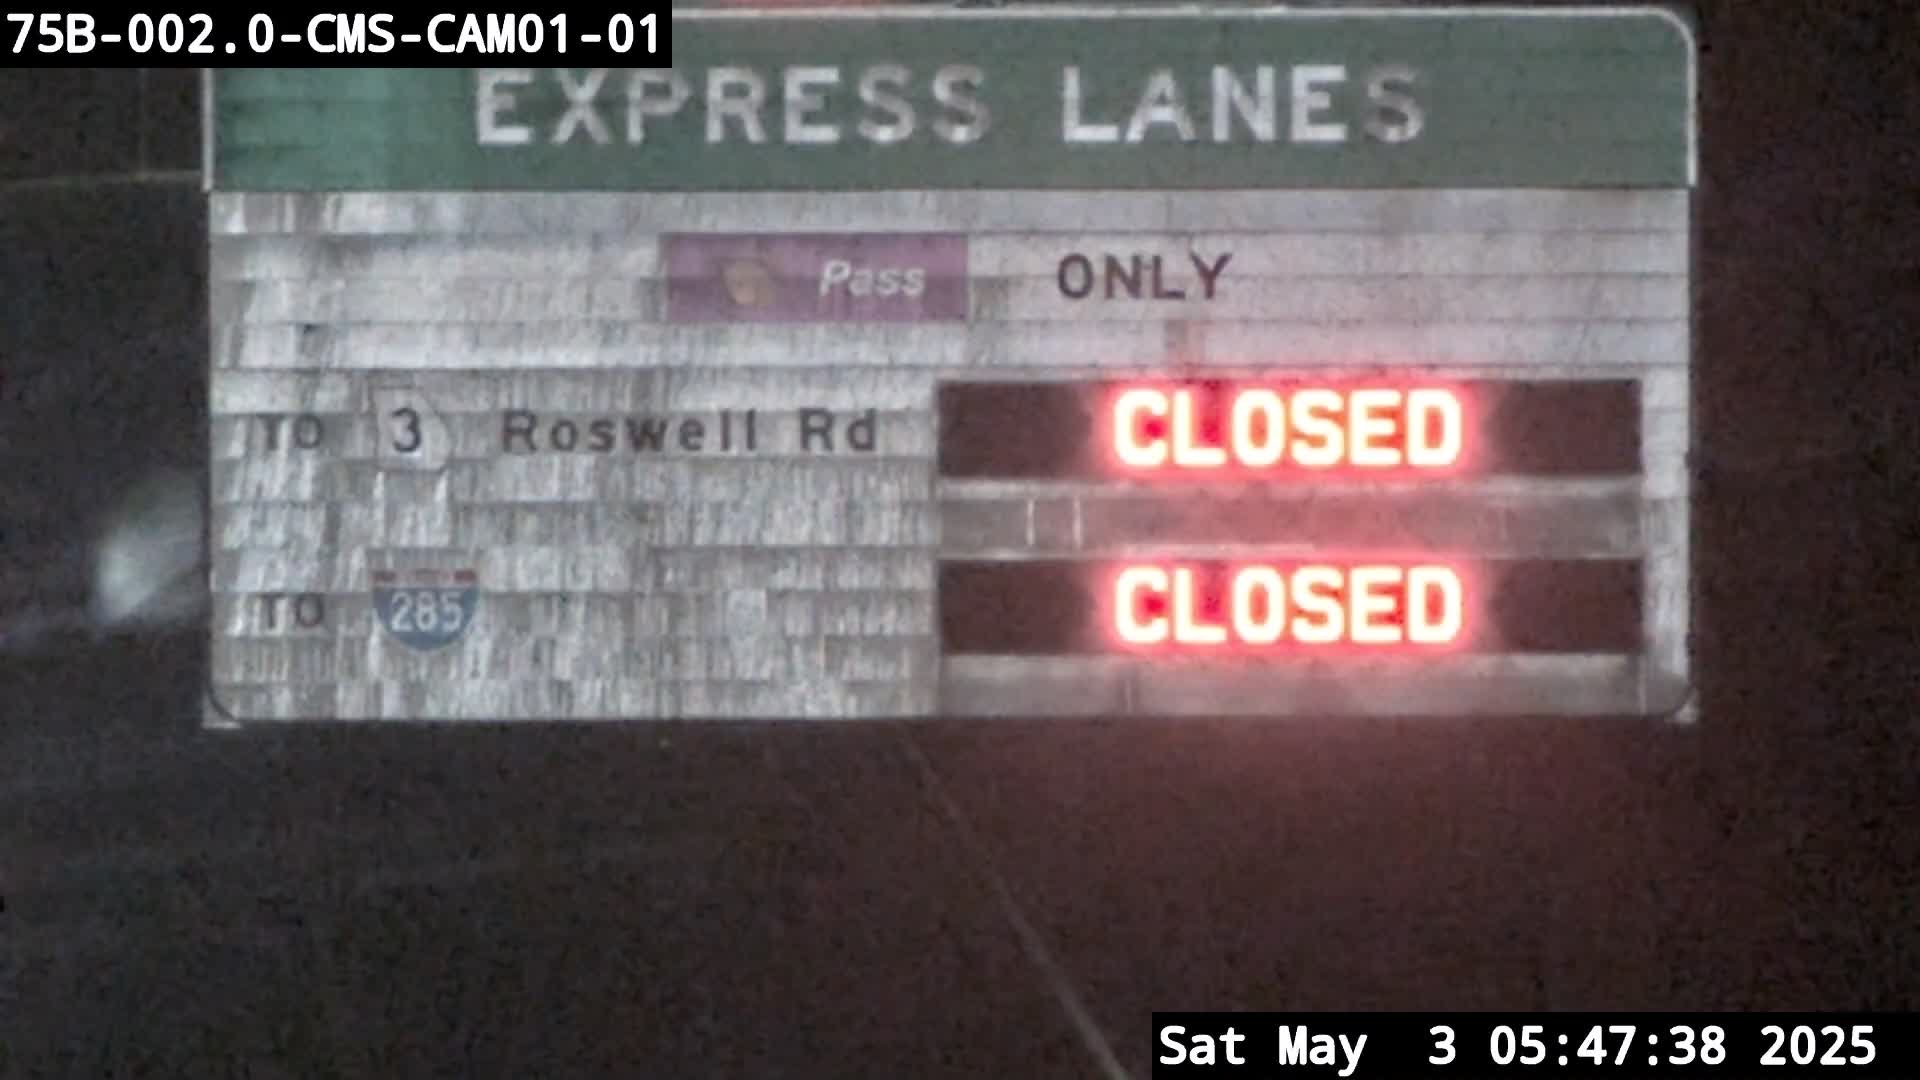 75B-002.0-CMS-CAM01-01
EXPRESS LANES
Pass ONLY
TO 3 Roswell Rd CLOSED
TO 285 CLOSED
Sat May 3 05:47:38 2025